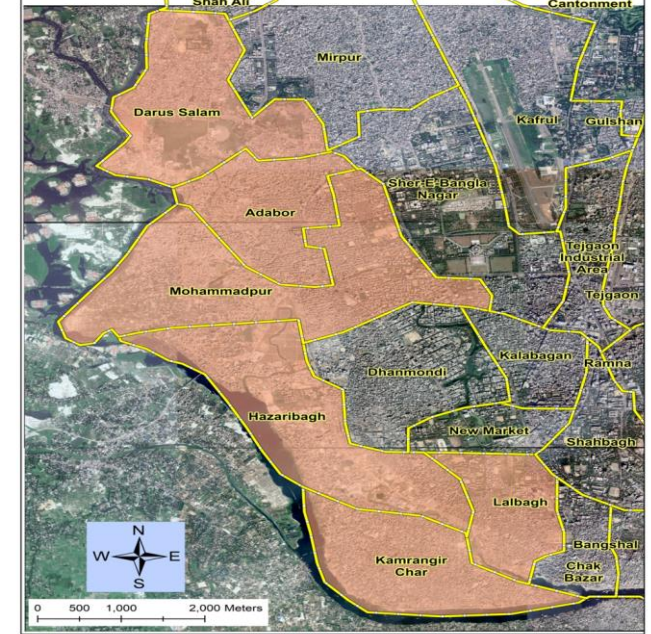 Shah Ali
Cantonment
Mirpur
Darus Salam
Kafrul
Gulshan
Sher-E-Bangla
Nagar
Adabor
Tejgaon
Industrial
Area
Mohammadpur
Tejgaon
Kalabagan
Ramna
Dhanmondi
Hazaribagh
New Market
Shahbagh
Lalbagh
N
W E
S
Bangshal
Kamrangir
Char
Chak
Bazar
0 500 1,000 2,000 Meters